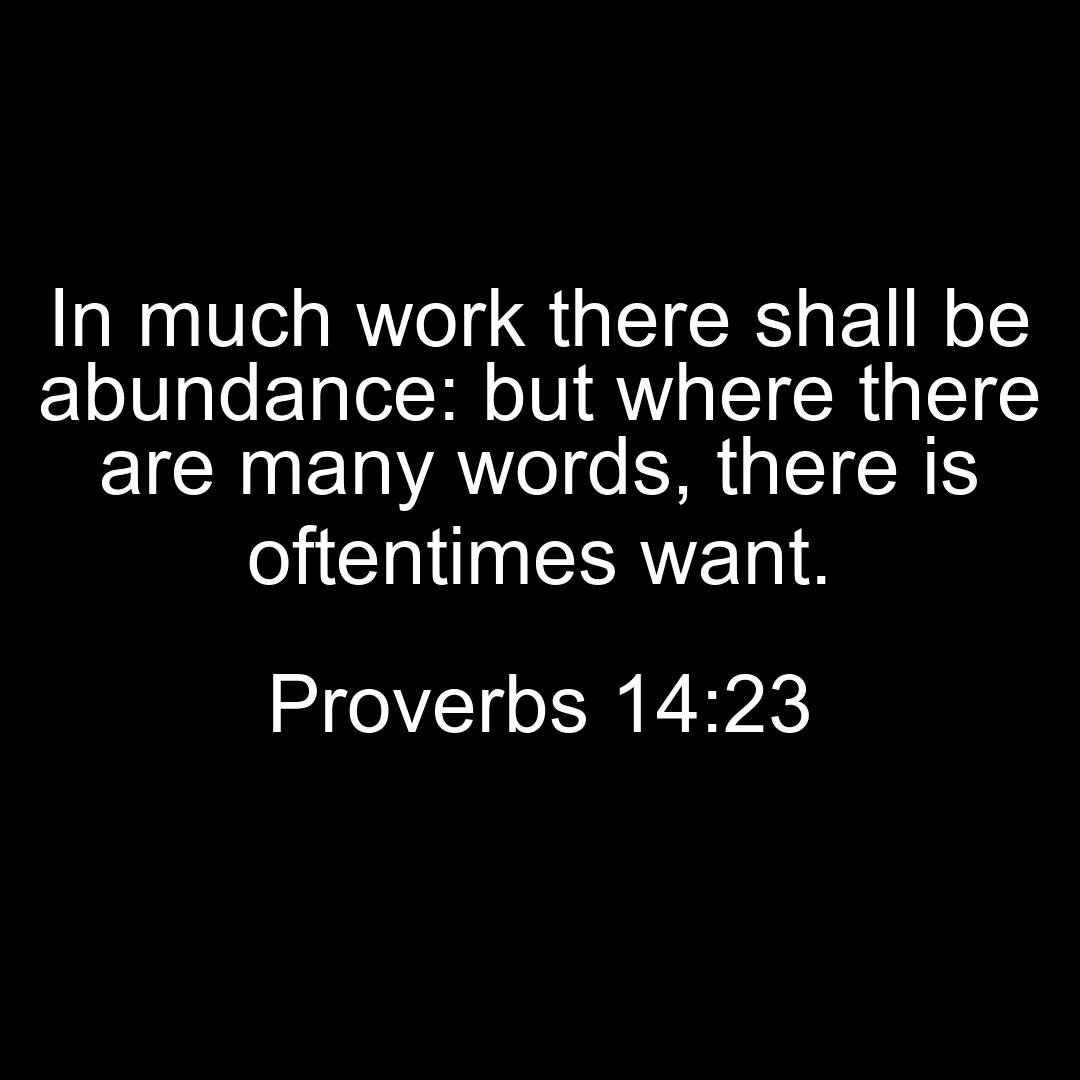 In much work there shall be
abundance: but where there
are many words, there is
oftentimes want.
Proverbs 14:23